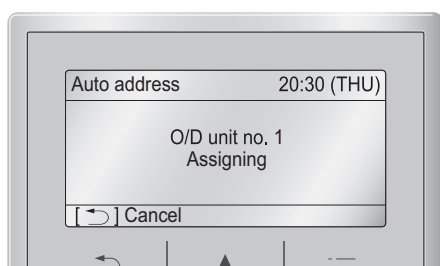 Auto address 20:30 (THU)
O/D unit no. 1
Assigning
[⮌] Cancel